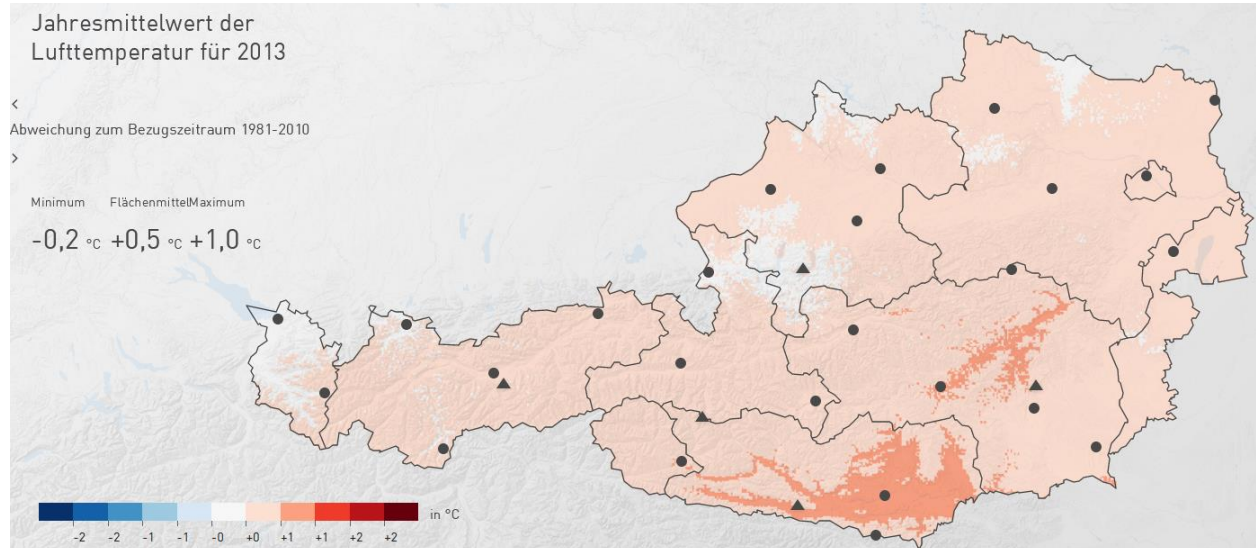 Jahresmittelwert der
Lufttemperatur für 2013
<
Abweichung zum Bezugszeitraum 1981-2010
>
Minimum FlächenmittelMaximum
-0,2 °C +0,5 °C +1,0 °C
in °C
-2 -2 -1 -1 -0 +0 +1 +1 +2 +2